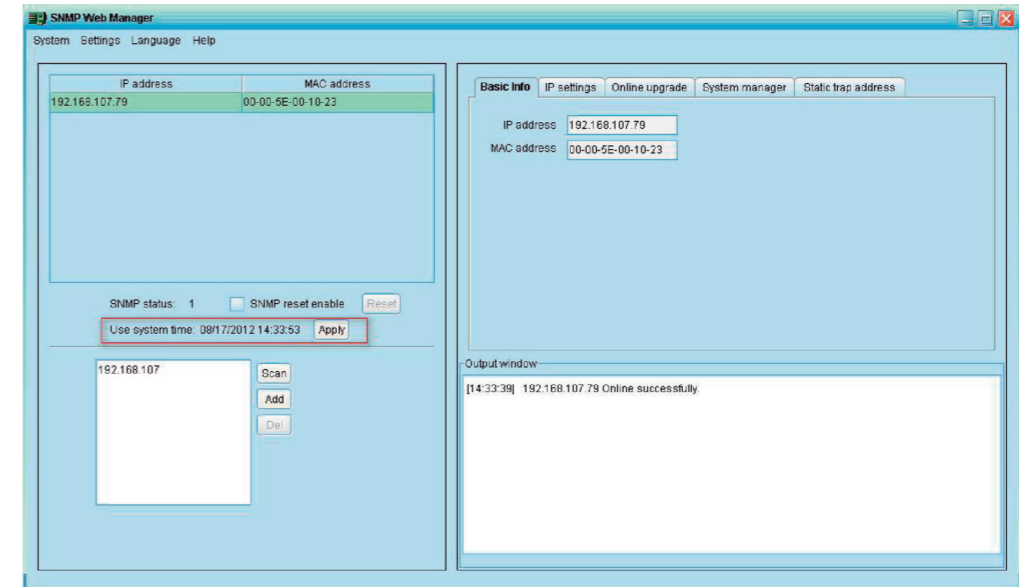 SNMP Web Manager
System Settings Language Help
IP address MAC address
192.168.107.79 00-00-5E-00-10-23
SNMP status: 1 SNMP reset enable Reset
Use system time: 08/17/2012 14:33:53 Apply
192.168.107
Scan
Add
Del
Basic Info IP settings Online upgrade System manager Static trap address
IP address 192.168.107.79
MAC address 00-00-5E-00-10-23
Output window
[14:33:39] 192.168.107.79 Online successfully.